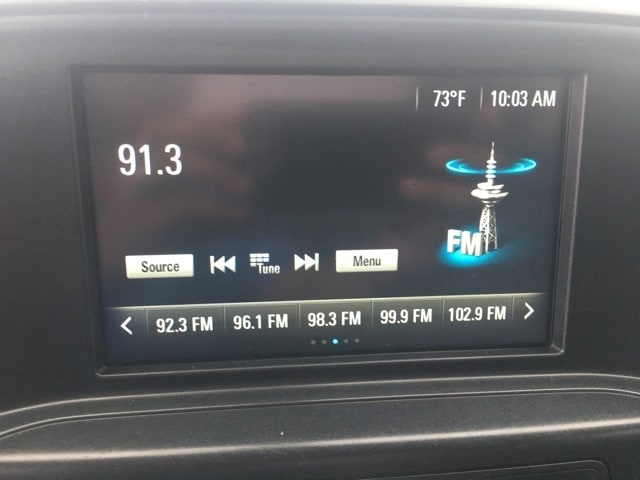 73°F 10:03 AM
91.3
FM
Source Tune Menu
92.3 FM 96.1 FM 98.3 FM 99.9 FM 102.9 FM